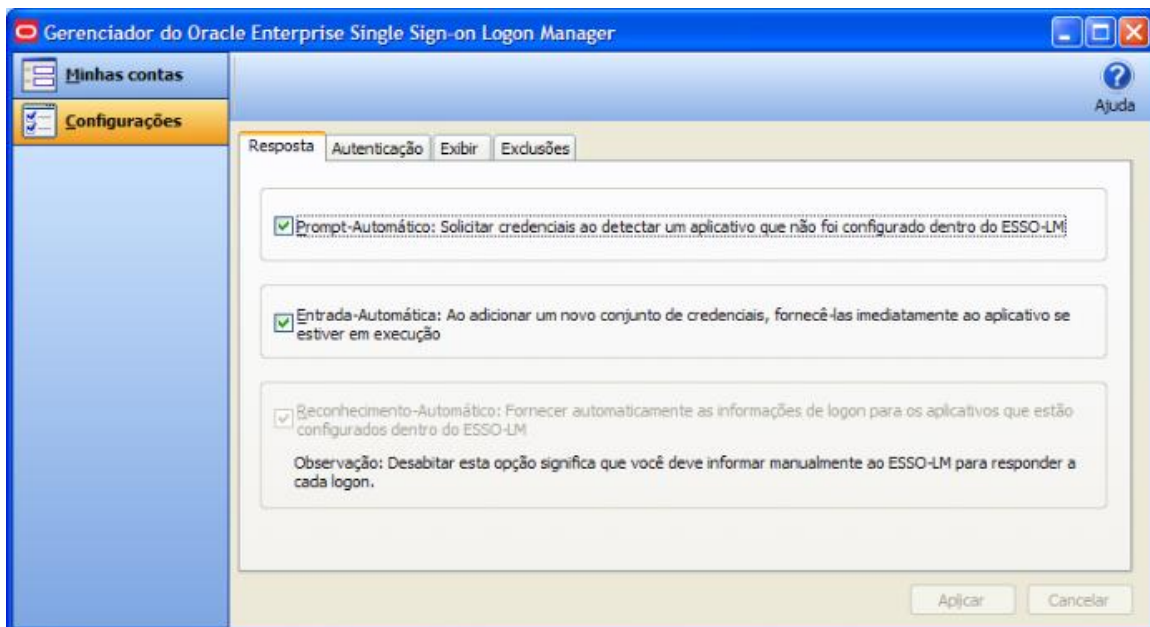 Gerenciador do Oracle Enterprise Single Sign-on Logon Manager
Minhas contas
Configurações
Ajuda
Resposta Autenticação Exibir Exclusões
Prompt-Automático: Solicitar credenciais ao detectar um aplicativo que não foi configurado dentro do ESSO-LM
Entrada-Automática: Ao adicionar um novo conjunto de credenciais, fornecê-las imediatamente ao aplicativo se
estiver em execução
Reconhecimento-Automático: Fornecer automaticamente as informações de logon para os aplicativos que estão
configurados dentro do ESSO-LM
Observação: Desabitar esta opção significa que você deve informar manualmente ao ESSO-LM para responder a
cada logon.
Aplicar Cancelar